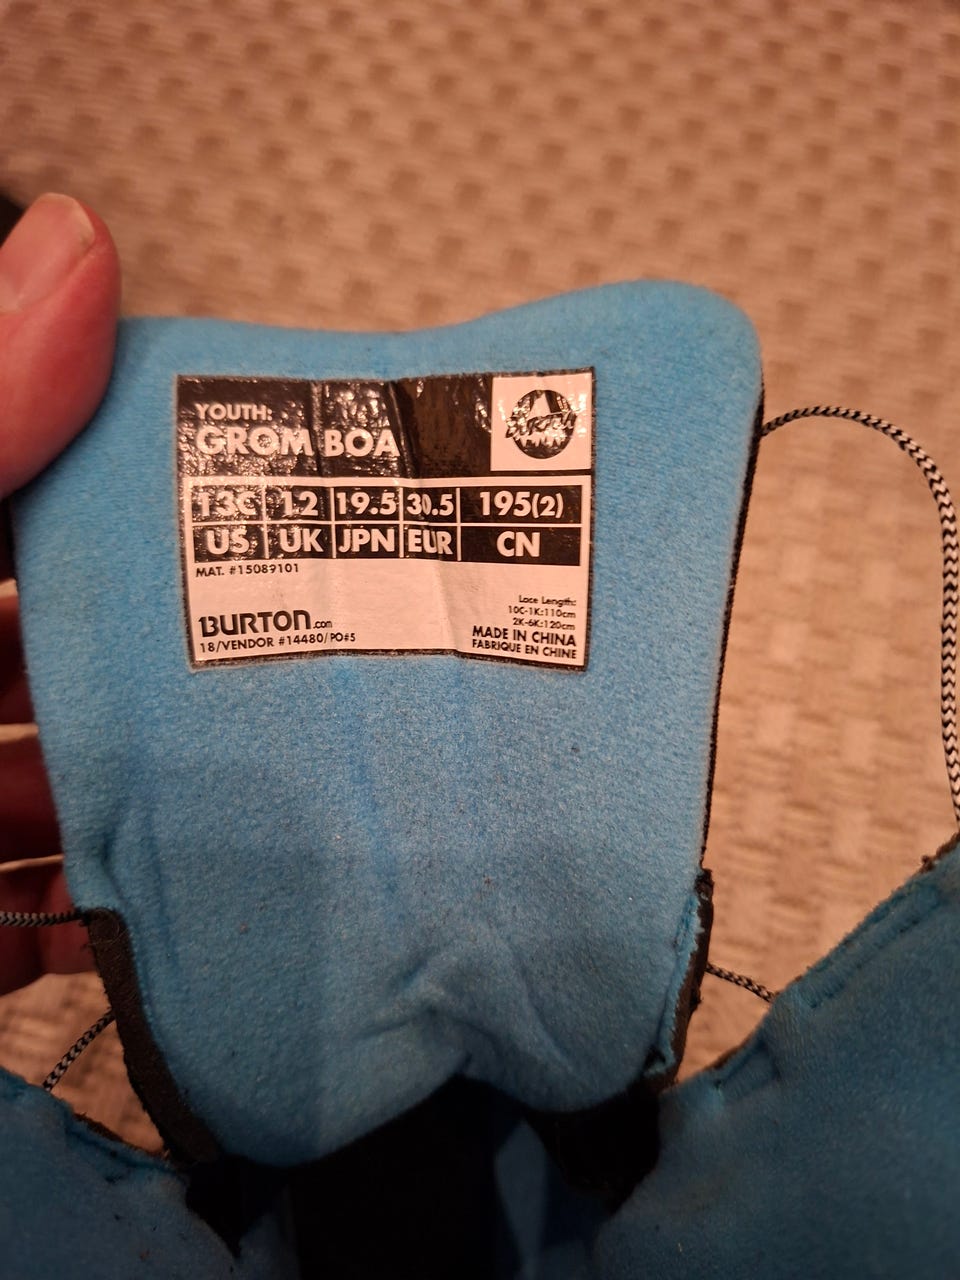 YOUTH:
GROM BOA
BURTON
13C 12 19.5 30.5 195(2)
US UK JPN EUR CN
MAT. #15089101
Lace Length:
10C-1K:110cm
2K-6K:120cm
BURTON.com
MADE IN CHINA
18/VENDOR #14480/PO#5
FABRIQUE EN CHINE